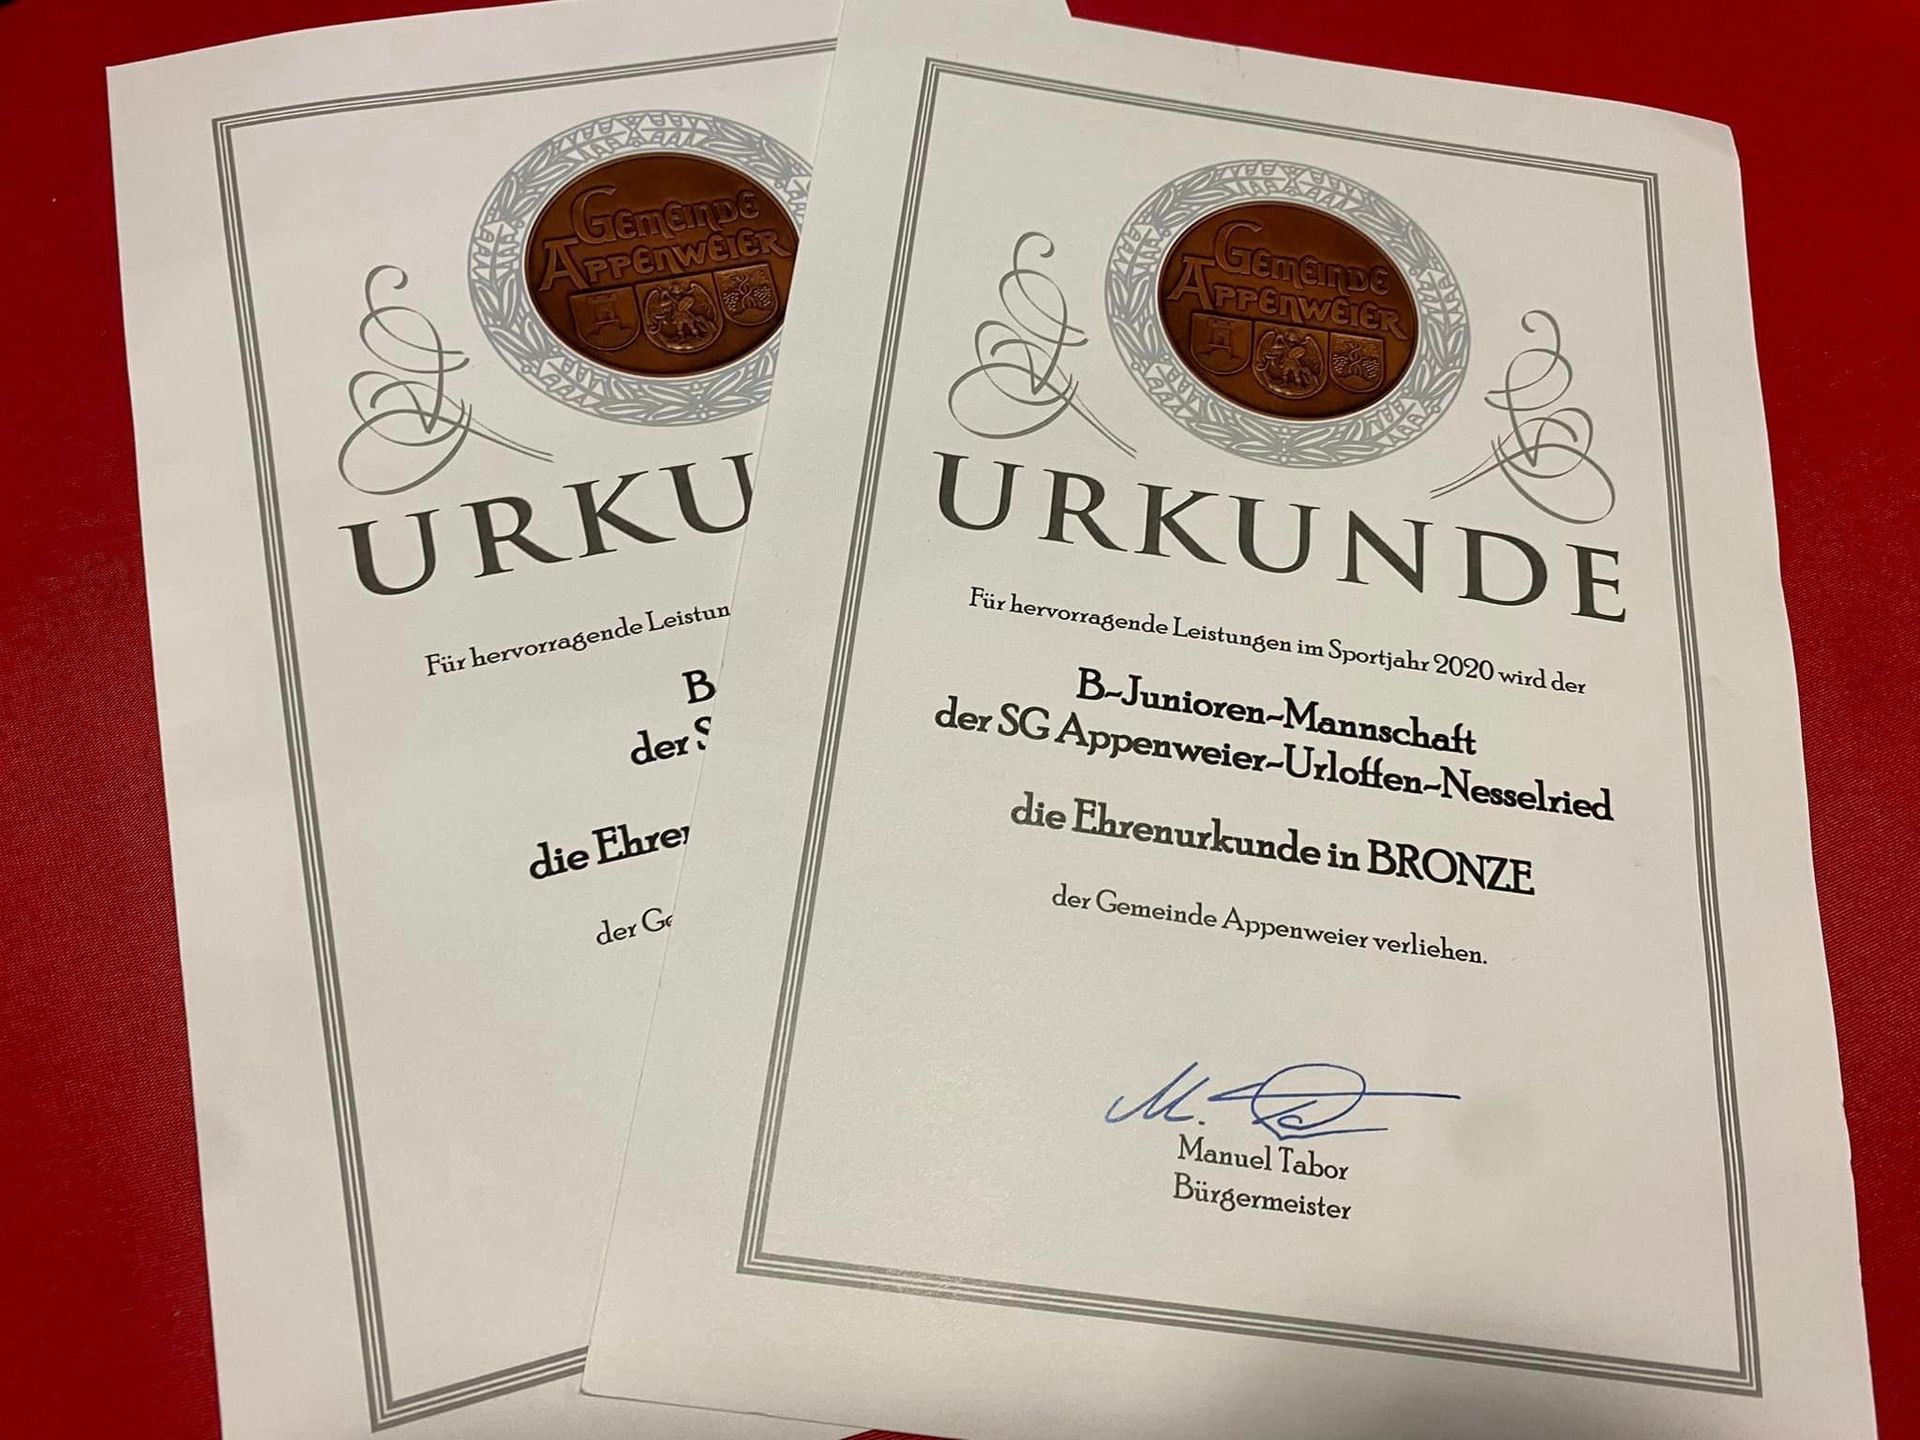 GEMEINDE
APPENWEIER
URKU
Für hervorragende Leistun
B
der S
die Ehre
der Ge
GEMEINDE
APPENWEIER
URKUNDE
Für hervorragende Leistungen im Sportjahr 2020 wird der
B-Junioren-Mannschaft
der SG Appenweier-Urloffen-Nesselried
die Ehrenurkunde in BRONZE
der Gemeinde Appenweier verliehen.
Manuel Tabor
Bürgermeister